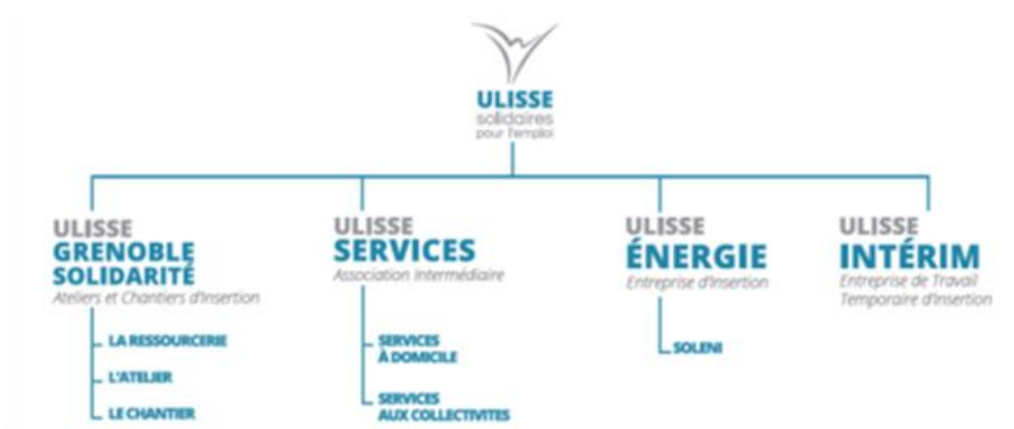 ULISSE
solidaires
pour l'emploi
ULISSE
GRENOBLE
SOLIDARITÉ
Ateliers et Chantiers d'Insertion
LA RESSOURCERIE
L'ATELIER
LE CHANTIER
ULISSE
SERVICES
Association Intermédiaire
SERVICES
À DOMICILE
SERVICES
AUX COLLECTIVITES
ULISSE
ÉNERGIE
Entreprise d'Insertion
SOLENI
ULISSE
INTÉRIM
Entreprise de Travail
Temporaire d'Insertion